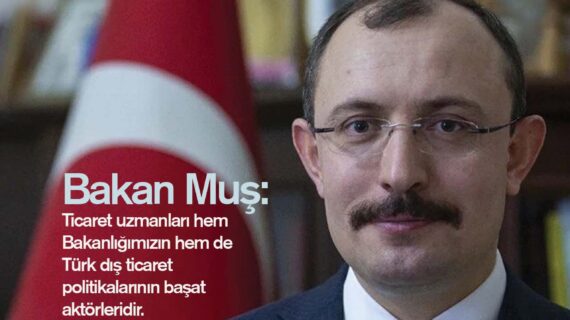 Bakan Muş:
Ticaret uzmanları hem
Bakanlığımızın hem de
Türk dış ticaret
politikalarının başat
aktörleridir.